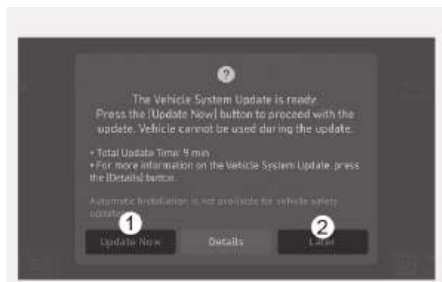 ?
The Vehicle System Update is ready.
Press the [Update Now] button to proceed with the
update. Vehicle cannot be used during the update.
• Total Update Time: 9 min
• For more information on the Vehicle System Update, press
the [Details] button.
Automatic Installation is not available for vehicle safety
update
1
2
Update Now
Details
Later